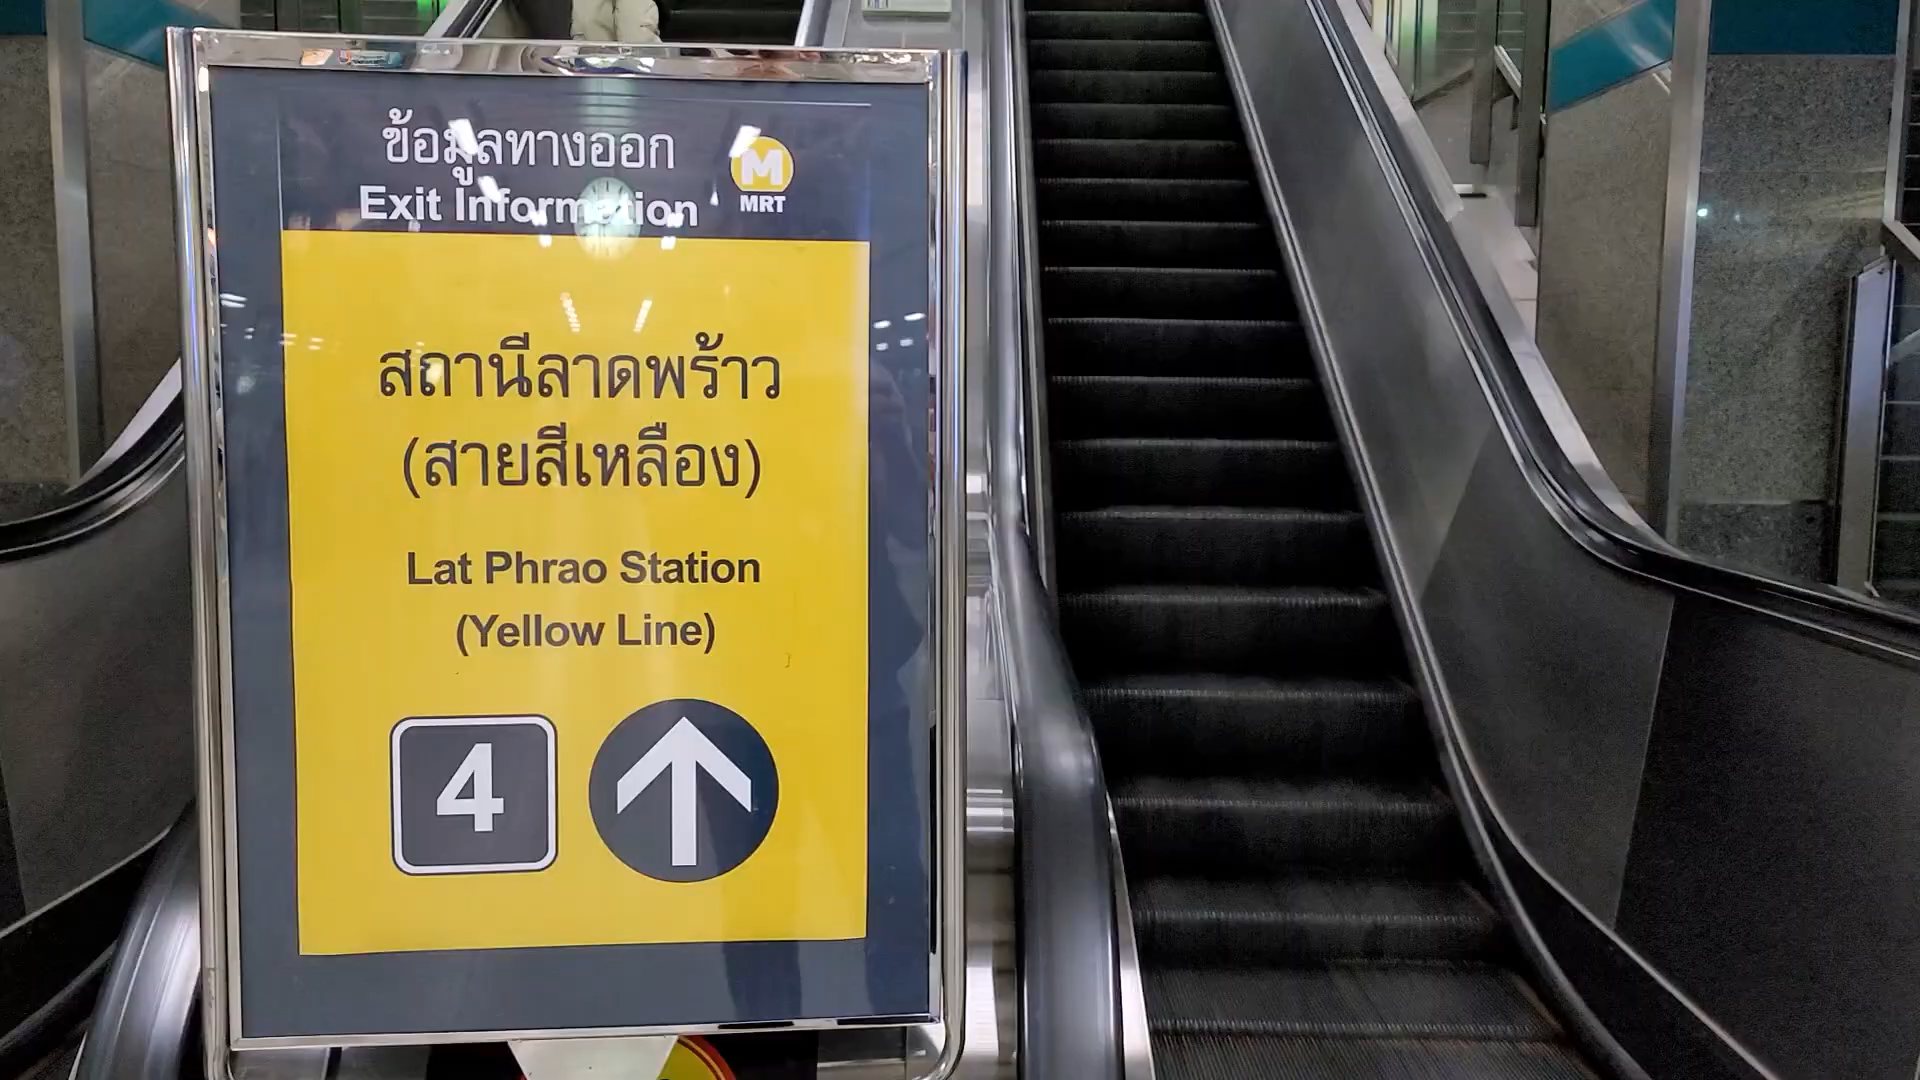 ข้อมูลทางออก
Exit Information
M
MRT
สถานีลาดพร้าว
(สายสีเหลือง)
Lat Phrao Station
(Yellow Line)
4